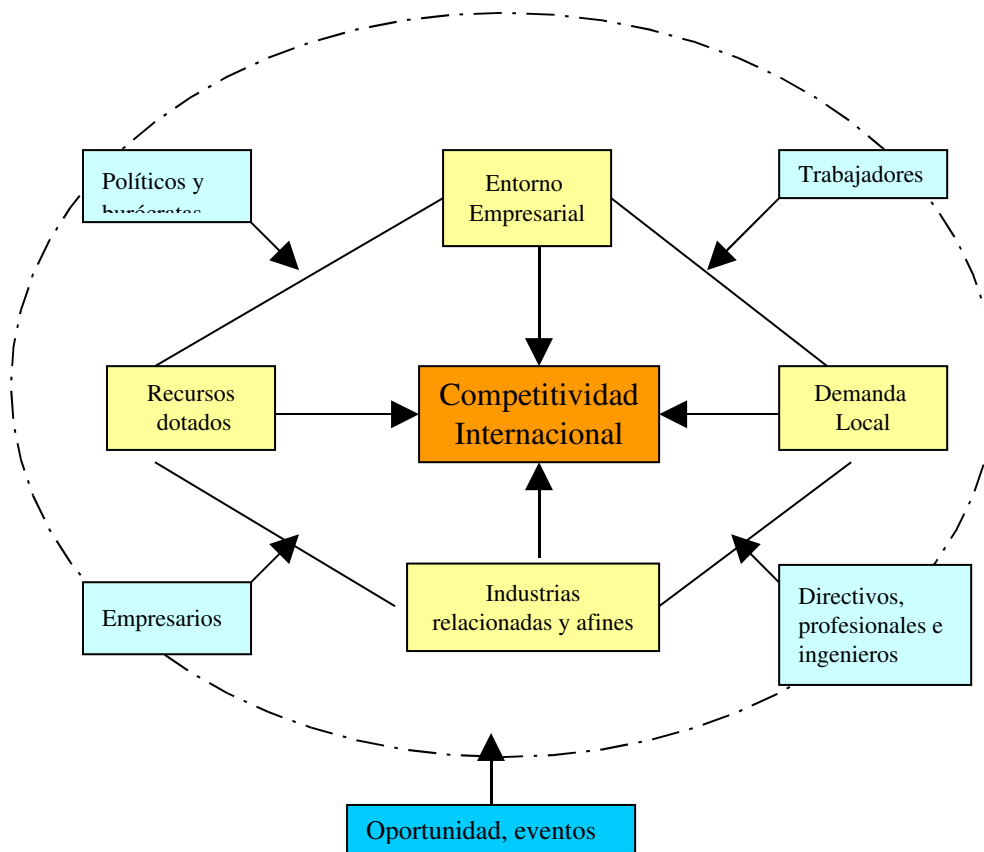 Políticos y
burócratas
Entorno
Empresarial
Trabajadores
Recursos
dotados
Competitividad
Internacional
Demanda
Local
Empresarios
Industrias
relacionadas y afines
Directivos,
profesionales e
ingenieros
Oportunidad, eventos